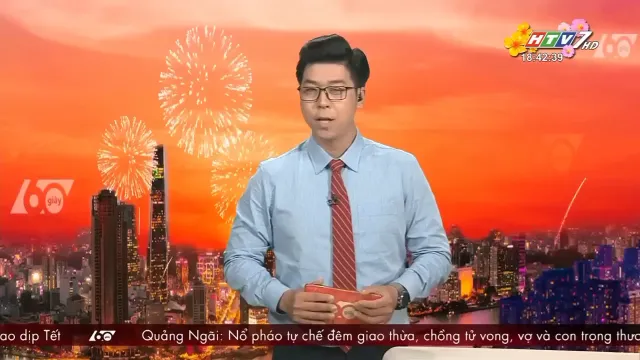 HTV7 HD
18:42:39
60 giây
60
ao dịp Tết 60 Quảng Ngãi: Nổ pháo tự chế đêm giao thừa, chồng tử vong, vợ và con trọng thươ